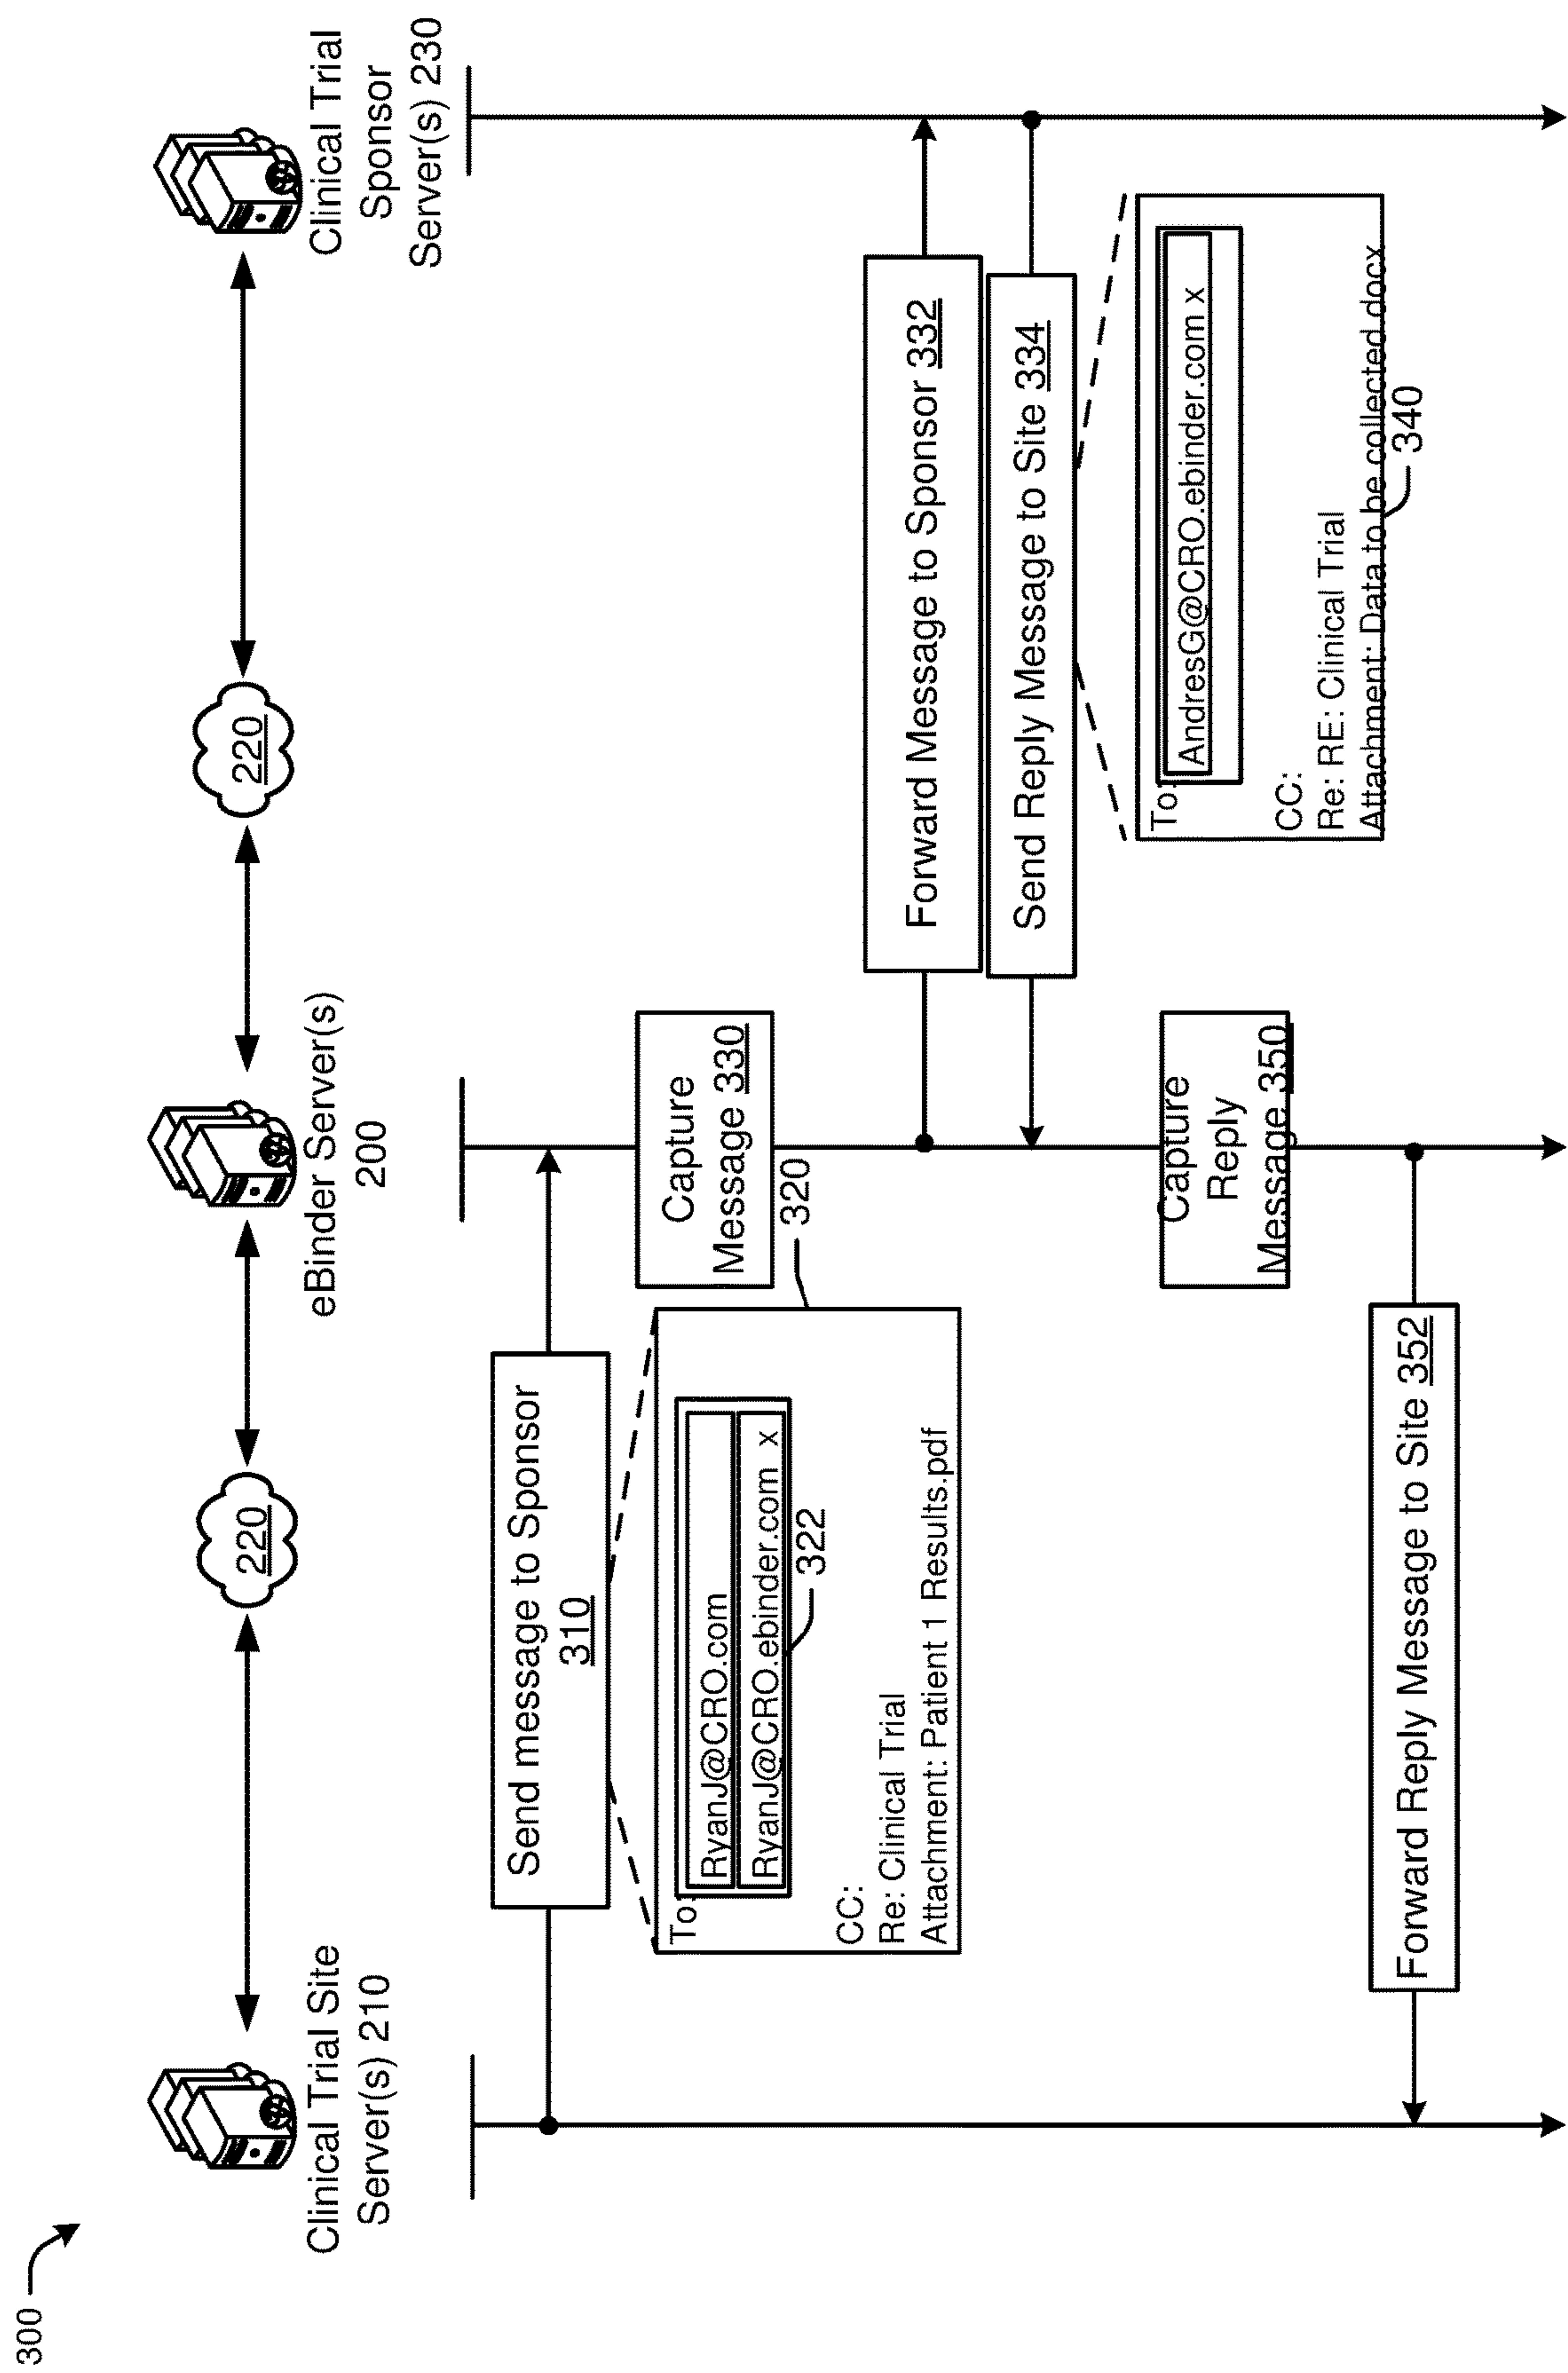 300
Clinical Trial Site
Server(s) 210
220
eBinder Server(s)
200
220
Clinical Trial
Sponsor
Server(s) 230
Send message to Sponsor
310
To:
RyanJ@CRO.com
RyanJ@CRO.ebinder.com x
322
CC:
Re: Clinical Trial
Attachment: Patient 1 Results.pdf
320
Capture
Message 330
Forward Message to Sponsor 332
Send Reply Message to Site 334
To:
AndresG@CRO.ebinder.com x
CC:
Re: RE: Clinical Trial
Attachment: Data to be collected.docx
340
Capture
Reply
Message 350
Forward Reply Message to Site 352